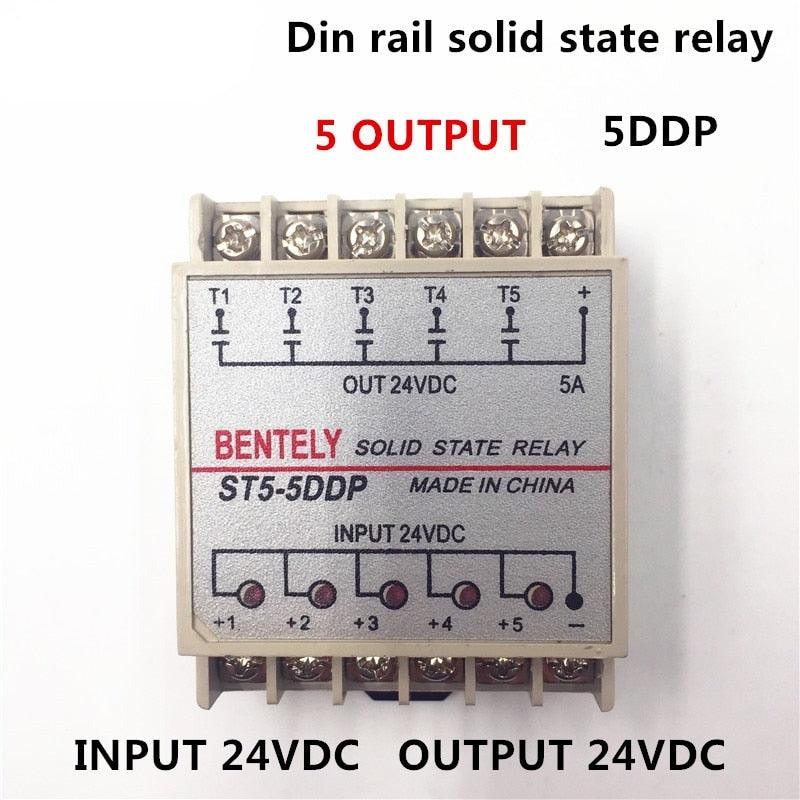 Din rail solid state relay
5 OUTPUT 5DDP
T1 T2 T3 T4 T5 +
OUT 24VDC 5A
BENTELY SOLID STATE RELAY
ST5-5DDP MADE IN CHINA
INPUT 24VDC
+1 +2 +3 +4 +5 −
INPUT 24VDC OUTPUT 24VDC